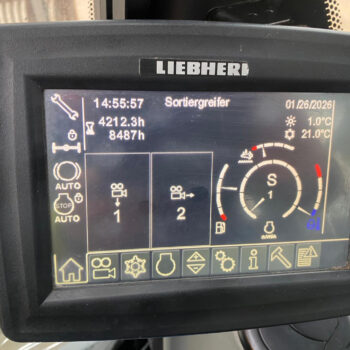 LIEBHERR
14:55:57 Sortiergreifer 01/26/2026
4212.3h 1.0°C
8487h 21.0°C
AUTO
STOP
AUTO
1
2
S
1